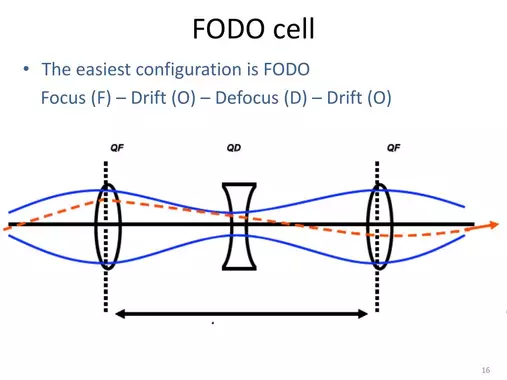 FODO cell
• The easiest configuration is FODO
Focus (F) – Drift (O) – Defocus (D) – Drift (O)
QF QD QF
16